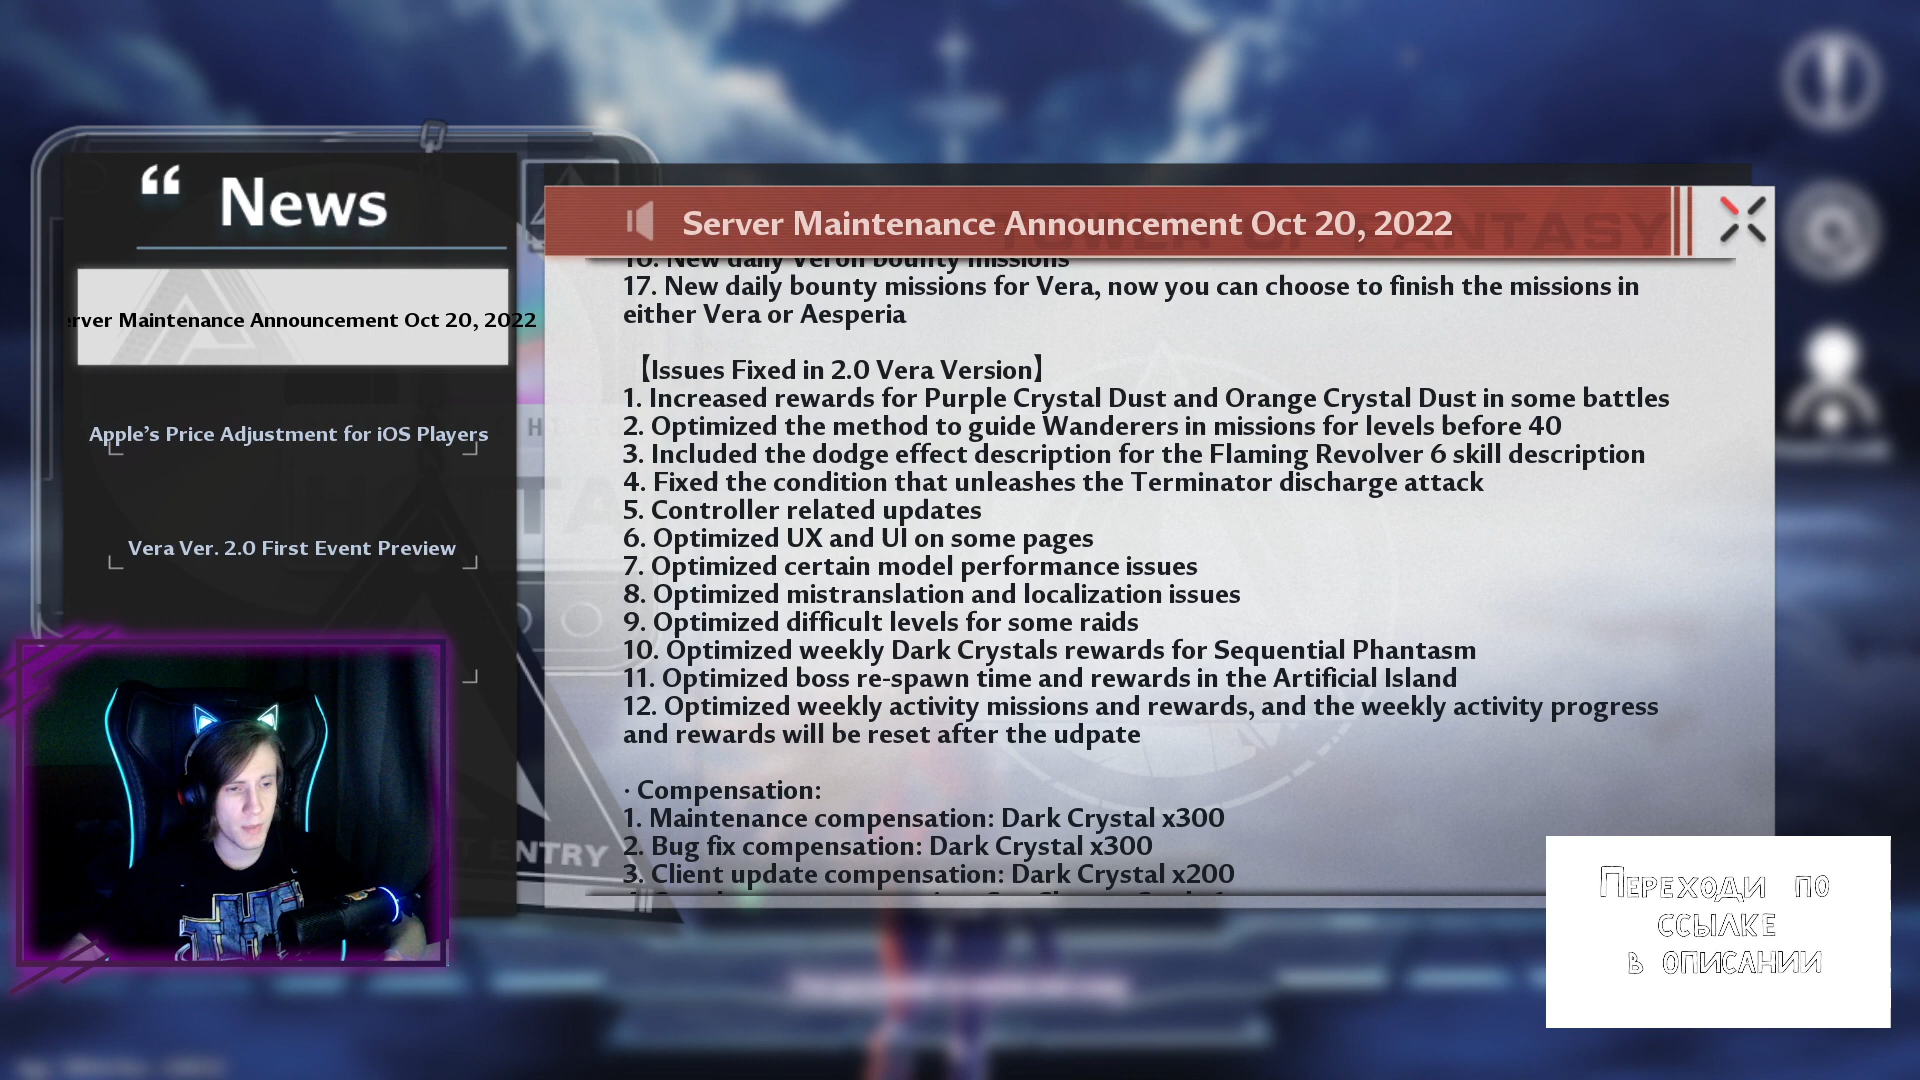 News
Server Maintenance Announcement Oct 20, 2022
rver Maintenance Announcement Oct 20, 2022
Apple's Price Adjustment for iOS Players
Vera Ver. 2.0 First Event Preview
16. New daily Veron bounty missions
17. New daily bounty missions for Vera, now you can choose to finish the missions in
either Vera or Aesperia
【Issues Fixed in 2.0 Vera Version】
1. Increased rewards for Purple Crystal Dust and Orange Crystal Dust in some battles
2. Optimized the method to guide Wanderers in missions for levels before 40
3. Included the dodge effect description for the Flaming Revolver 6 skill description
4. Fixed the condition that unleashes the Terminator discharge attack
5. Controller related updates
6. Optimized UX and UI on some pages
7. Optimized certain model performance issues
8. Optimized mistranslation and localization issues
9. Optimized difficult levels for some raids
10. Optimized weekly Dark Crystals rewards for Sequential Phantasm
11. Optimized boss re-spawn time and rewards in the Artificial Island
12. Optimized weekly activity missions and rewards, and the weekly activity progress
and rewards will be reset after the udpate
· Compensation:
1. Maintenance compensation: Dark Crystal x300
2. Bug fix compensation: Dark Crystal x300
3. Client update compensation: Dark Crystal x200
ENTRY
Переходи по
ссылке
в описании